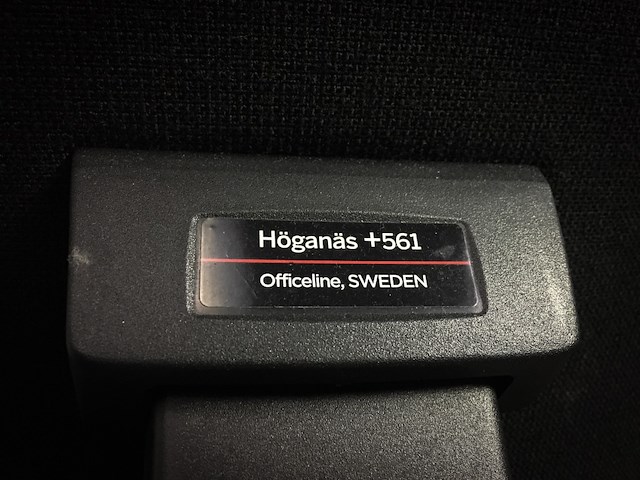 Höganäs +561
Officeline, SWEDEN